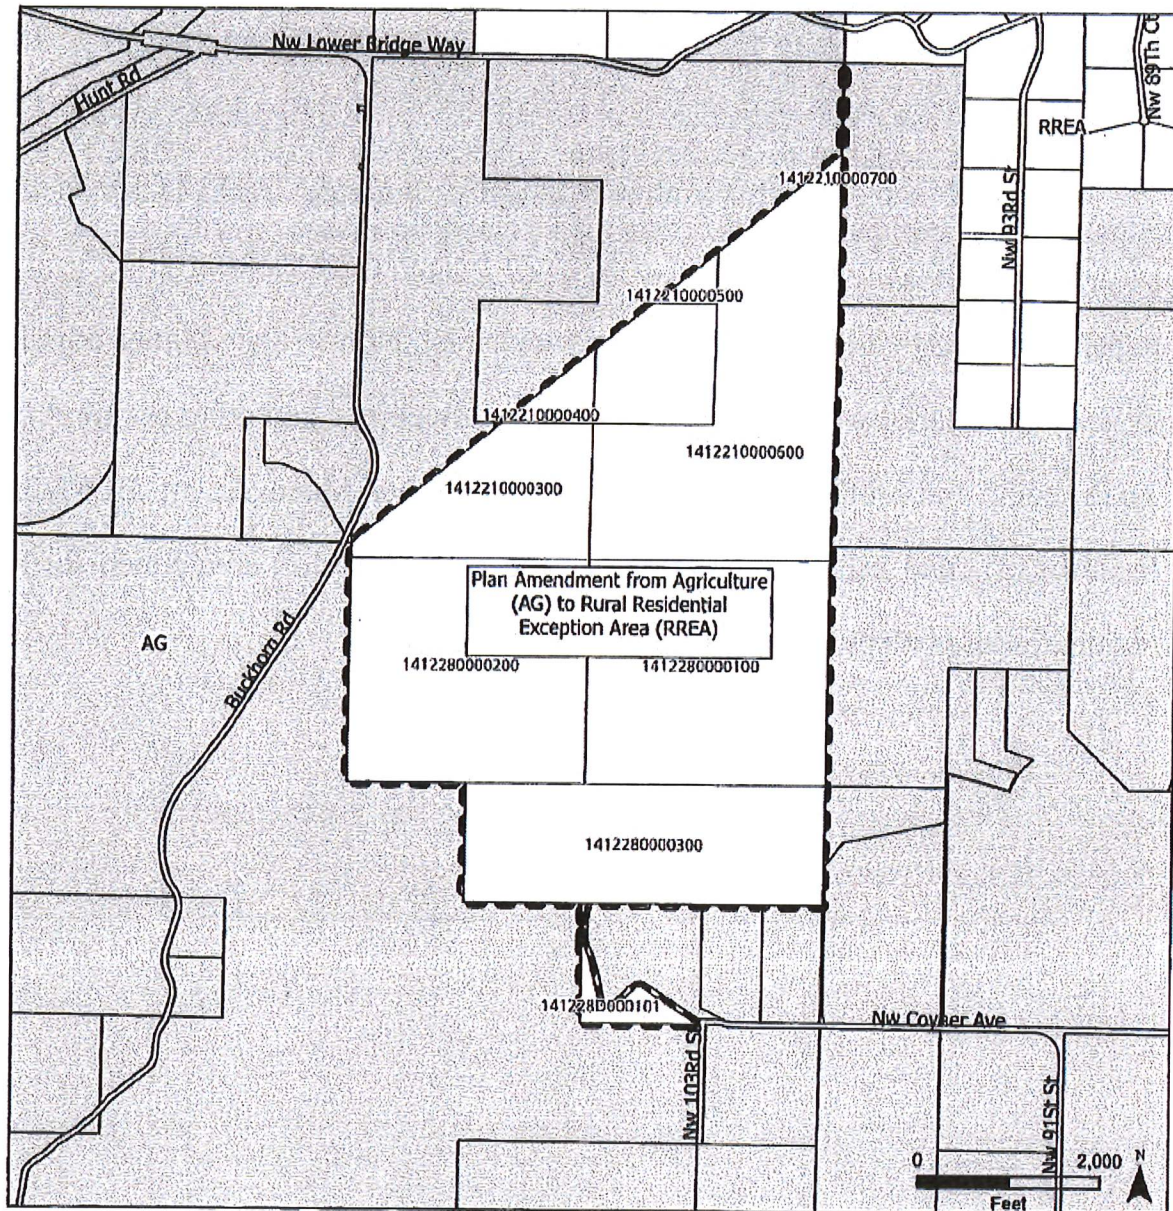 Nw Lower Bridge Way
Hunt Rd
Nw 89Th
RREA
Nw 93Rd St
1412210000700
1412210000500
1412210000400
1412210000600
1412210000300
Plan Amendment from Agriculture
(AG) to Rural Residential
Exception Area (RREA)
AG
Buckhorn Rd
1412280000200
1412280000100
1412280000300
141228D000101
Nw Coyner Ave
Nw 103Rd St
Nw 91St St
0
2,000
N
Feet